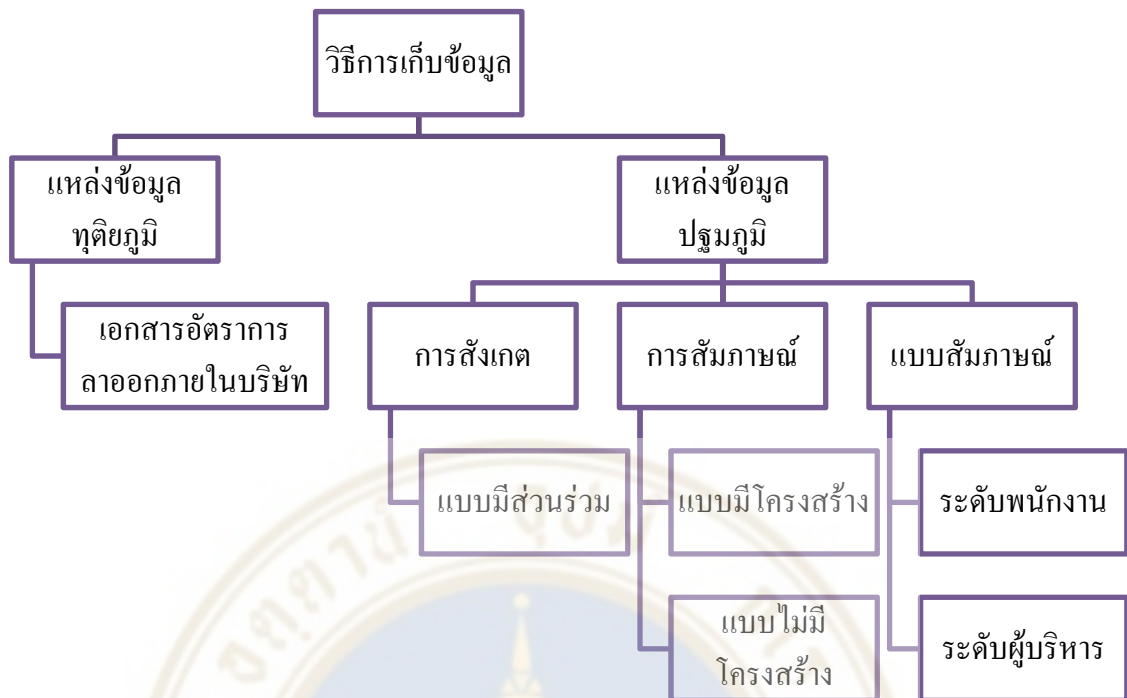 วิธีการเก็บข้อมูล
แหล่งข้อมูล
ทุติยภูมิ
แหล่งข้อมูล
ปฐมภูมิ
เอกสารอัตราการ
ลาออกภายในบริษัท
การสังเกต
การสัมภาษณ์
แบบสัมภาษณ์
แบบมีส่วนร่วม
แบบมีโครงสร้าง
ระดับพนักงาน
แบบไม่มี
โครงสร้าง
ระดับผู้บริหาร